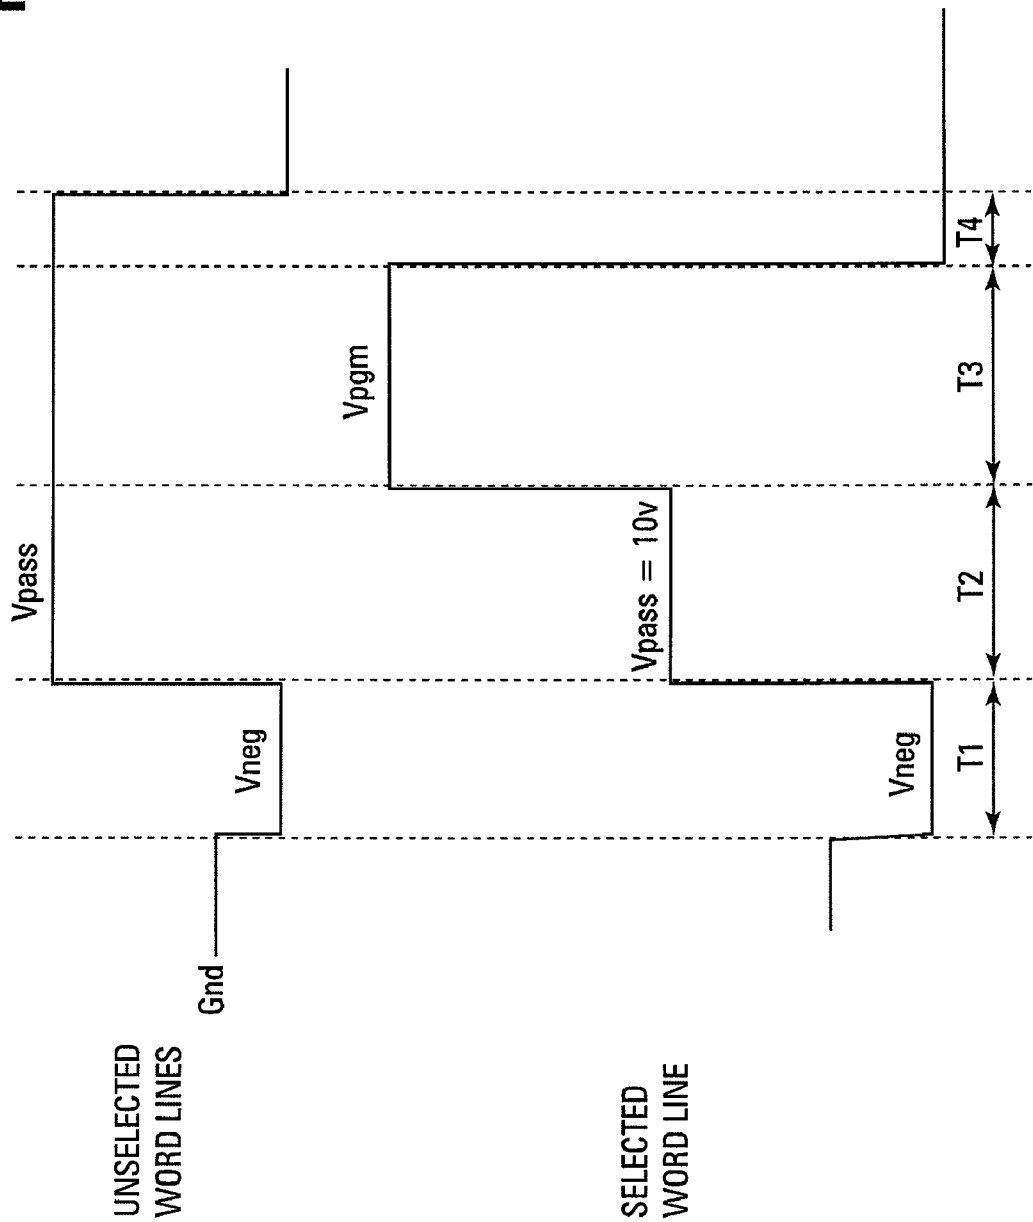 UNSELECTED
WORD LINES
Gnd
Vneg
Vpass
SELECTED
WORD LINE
Vneg
Vpass = 10v
Vpgm
T1
T2
T3
T4